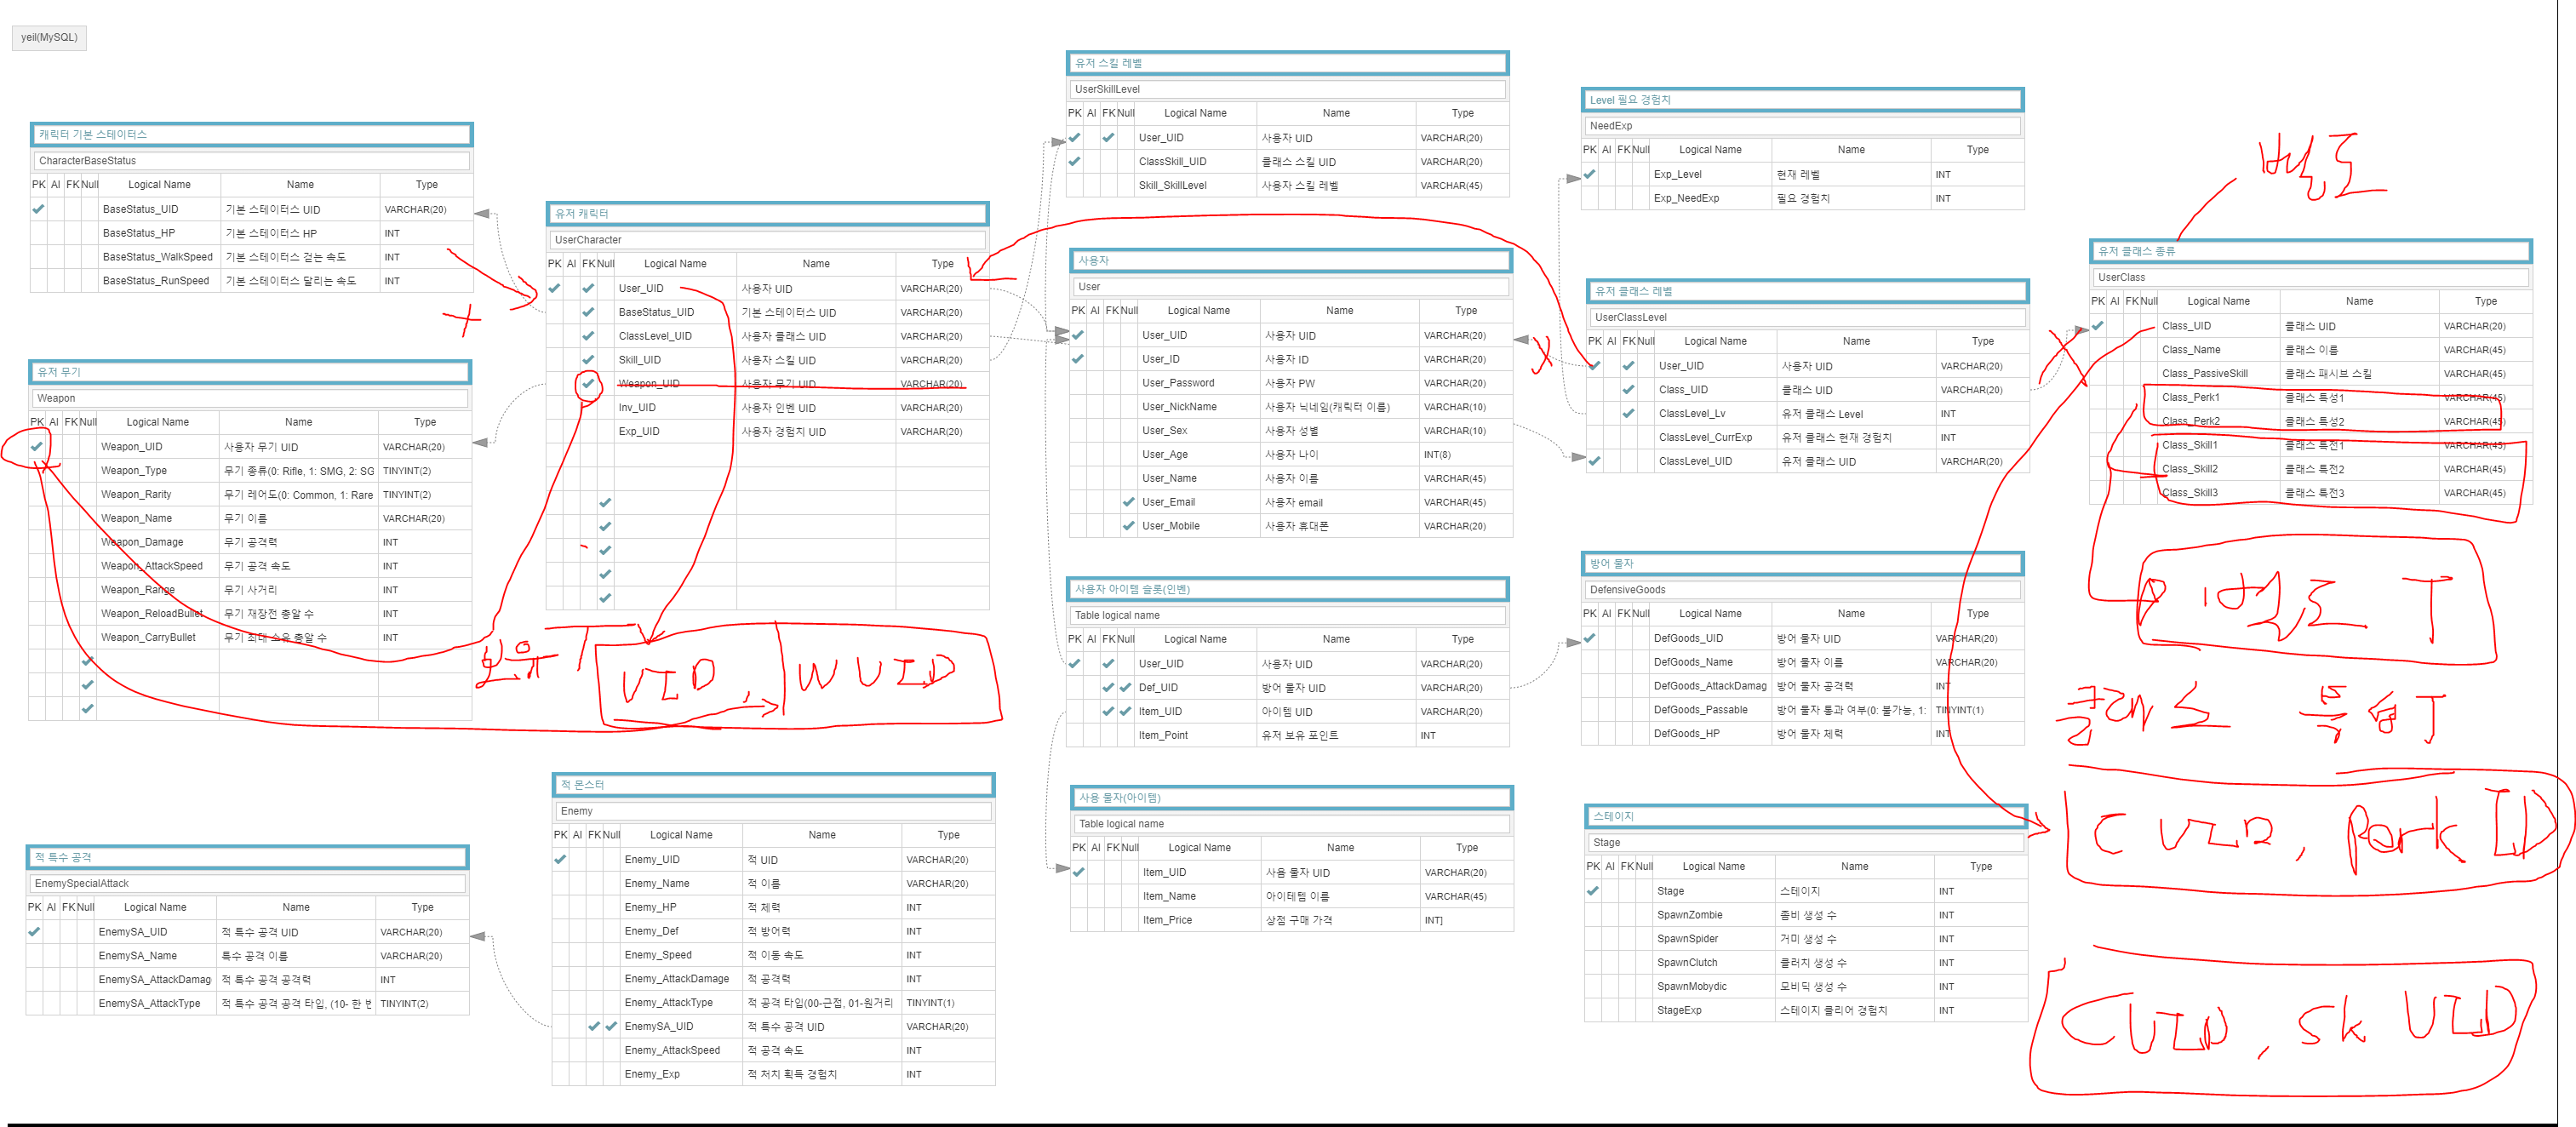 yeil(MySQL)
캐릭터 기본 스테이터스
CharacterBaseStatus
PK AI FK Null Logical Name Name Type
BaseStatus_UID 기본 스테이터스 UID VARCHAR(20)
BaseStatus_HP 기본 스테이터스 HP INT
BaseStatus_WalkSpeed 기본 스테이터스 걷는 속도 INT
BaseStatus_RunSpeed 기본 스테이터스 달리는 속도 INT
유저 무기
Weapon
PK AI FK Null Logical Name Name Type
Weapon_UID 사용자 무기 UID VARCHAR(20)
Weapon_Type 무기 종류(0: Rifle, 1: SMG, 2: SG TINYINT(2)
Weapon_Rarity 무기 레어도(0: Common, 1: Rare TINYINT(2)
Weapon_Name 무기 이름 VARCHAR(20)
Weapon_Damage 무기 공격력 INT
Weapon_AttackSpeed 무기 공격 속도 INT
Weapon_Range 무기 사거리 INT
Weapon_ReloadBullet 무기 재장전 총알 수 INT
Weapon_CarryBullet 무기 최대 소유 총알 수 INT
적 특수 공격
EnemySpecialAttack
PK AI FK Null Logical Name Name Type
EnemySA_UID 적 특수 공격 UID VARCHAR(20)
EnemySA_Name 특수 공격 이름 VARCHAR(20)
EnemySA_AttackDamag 적 특수 공격 공격력 INT
EnemySA_AttackType 적 특수 공격 공격 타입, (10- 한 번 TINYINT(2)
유저 캐릭터
UserCharacter
PK AI FK Null Logical Name Name Type
User_UID 사용자 UID VARCHAR(20)
BaseStatus_UID 기본 스테이터스 UID VARCHAR(20)
ClassLevel_UID 사용자 클래스 UID VARCHAR(20)
Skill_UID 사용자 스킬 UID VARCHAR(20)
Weapon_UID 사용자 무기 UID VARCHAR(20)
Inv_UID 사용자 인벤 UID VARCHAR(20)
Exp_UID 사용자 경험치 UID VARCHAR(20)
보유 T
UID, WUID
적 몬스터
Enemy
PK AI FK Null Logical Name Name Type
Enemy_UID 적 UID VARCHAR(20)
Enemy_Name 적 이름 VARCHAR(20)
Enemy_HP 적 체력 INT
Enemy_Def 적 방어력 INT
Enemy_Speed 적 이동 속도 INT
Enemy_AttackDamage 적 공격력 INT
Enemy_AttackType 적 공격 타입(00-근접, 01-원거리 TINYINT(1)
EnemySA_UID 적 특수 공격 UID VARCHAR(20)
Enemy_AttackSpeed 적 공격 속도 INT
Enemy_Exp 적 처치 획득 경험치 INT
유저 스킬 레벨
UserSkillLevel
PK AI FK Null Logical Name Name Type
User_UID 사용자 UID VARCHAR(20)
ClassSkill_UID 클래스 스킬 UID VARCHAR(20)
Skill_SkillLevel 사용자 스킬 레벨 VARCHAR(45)
사용자
User
PK AI FK Null Logical Name Name Type
User_UID 사용자 UID VARCHAR(20)
User_ID 사용자 ID VARCHAR(20)
User_Password 사용자 PW VARCHAR(20)
User_NickName 사용자 닉네임(캐릭터 이름) VARCHAR(10)
User_Sex 사용자 성별 VARCHAR(10)
User_Age 사용자 나이 INT(8)
User_Name 사용자 이름 VARCHAR(45)
User_Email 사용자 email VARCHAR(45)
User_Mobile 사용자 휴대폰 VARCHAR(20)
사용자 아이템 슬롯(인벤)
Table logical name
PK AI FK Null Logical Name Name Type
User_UID 사용자 UID VARCHAR(20)
Def_UID 방어 물자 UID VARCHAR(20)
Item_UID 아이템 UID VARCHAR(20)
Item_Point 유저 보유 포인트 INT
사용 물자(아이템)
Table logical name
PK AI FK Null Logical Name Name Type
Item_UID 사용 물자 UID VARCHAR(20)
Item_Name 아이테템 이름 VARCHAR(45)
Item_Price 상점 구매 가격 INT]
Level 필요 경험치
NeedExp
PK AI FK Null Logical Name Name Type
Exp_Level 현재 레벨 INT
Exp_NeedExp 필요 경험치 INT
유저 클래스 레벨
UserClassLevel
PK AI FK Null Logical Name Name Type
User_UID 사용자 UID VARCHAR(20)
Class_UID 클래스 UID VARCHAR(20)
ClassLevel_Lv 유저 클래스 Level INT
ClassLevel_CurrExp 유저 클래스 현재 경험치 INT
ClassLevel_UID 유저 클래스 UID VARCHAR(20)
방어 물자
DefensiveGoods
PK AI FK Null Logical Name Name Type
DefGoods_UID 방어 물자 UID VARCHAR(20)
DefGoods_Name 방어 물자 이름 VARCHAR(20)
DefGoods_AttackDamag 방어 물자 공격력 INT
DefGoods_Passable 방어 물자 통과 여부(0: 불가능, 1: TINYINT(1)
DefGoods_HP 방어 물자 체력 INT
스테이지
Stage
PK AI FK Null Logical Name Name Type
Stage 스테이지 INT
SpawnZombie 좀비 생성 수 INT
SpawnSpider 거미 생성 수 INT
SpawnClutch 클러치 생성 수 INT
SpawnMobydic 모비딕 생성 수 INT
StageExp 스테이지 클리어 경험치 INT
별도
유저 클래스 종류
UserClass
PK AI FK Null Logical Name Name Type
Class_UID 클래스 UID VARCHAR(20)
Class_Name 클래스 이름 VARCHAR(45)
Class_PassiveSkill 클래스 패시브 스킬 VARCHAR(45)
Class_Perk1 클래스 특성1 VARCHAR(45)
Class_Perk2 클래스 특성2 VARCHAR(45)
Class_Skill1 클래스 특전1 VARCHAR(45)
Class_Skill2 클래스 특전2 VARCHAR(45)
Class_Skill3 클래스 특전3 VARCHAR(45)
별도 T
클래스 특성 T
CUID, Perk ID
CUID, SK UID